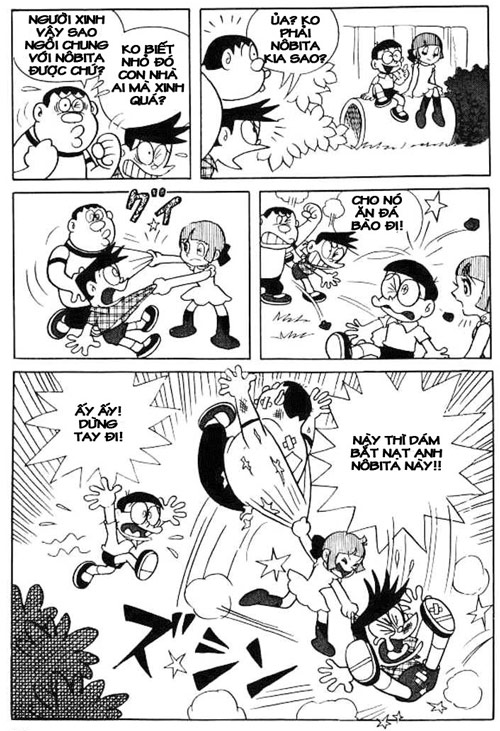 ỦA? KO
PHẢI
NÔBITA
KIA SAO?
KO BIẾT
NHỎ ĐÓ
CON NHÀ
AI MÀ XINH
QUÁ?
NGƯỜI XINH
VẬY SAO
NGỒI CHUNG
VỚI NÔBITA
ĐƯỢC CHỨ?
CHO NÓ
ĂN ĐÁ
BÀO ĐI!
グイ
NÀY THÌ DÁM
BẮT NẠT ANH
NÔBITA NÀY!!
ẤY ẤY!
DỪNG
TAY ĐI!
ズシン